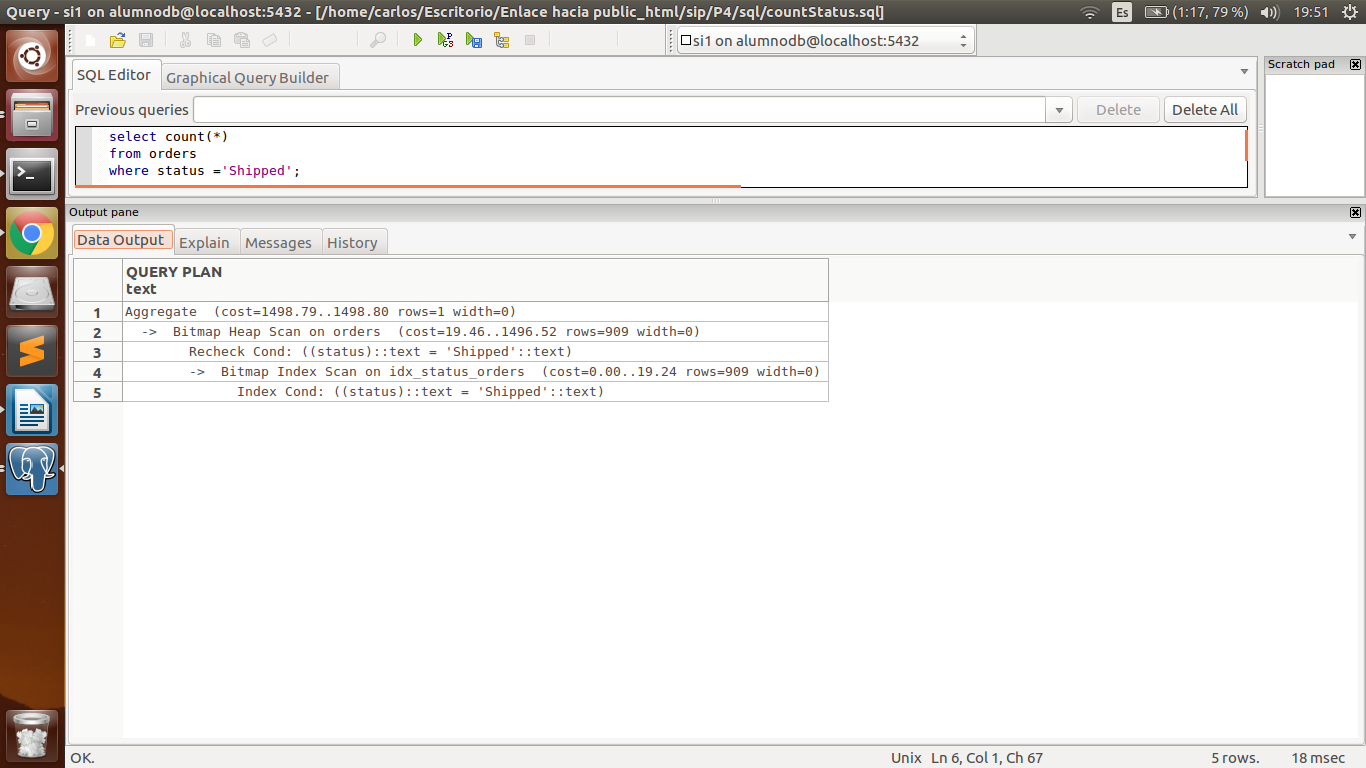 Query - si1 on alumnodb@localhost:5432 - [/home/carlos/Escritorio/Enlace hacia public_html/sip/P4/sql/countStatus.sql]
Es
(1:17, 79 %)
19:51
si1 on alumnodb@localhost:5432
SQL Editor
Graphical Query Builder
Scratch pad
Previous queries
Delete
Delete All
select count(*)
from orders
where status ='Shipped';
Output pane
Data Output
Explain
Messages
History
QUERY PLAN
text
1 Aggregate (cost=1498.79..1498.80 rows=1 width=0)
2 -> Bitmap Heap Scan on orders (cost=19.46..1496.52 rows=909 width=0)
3 Recheck Cond: ((status)::text = 'Shipped'::text)
4 -> Bitmap Index Scan on idx_status_orders (cost=0.00..19.24 rows=909 width=0)
5 Index Cond: ((status)::text = 'Shipped'::text)
OK.
Unix
Ln 6, Col 1, Ch 67
5 rows.
18 msec